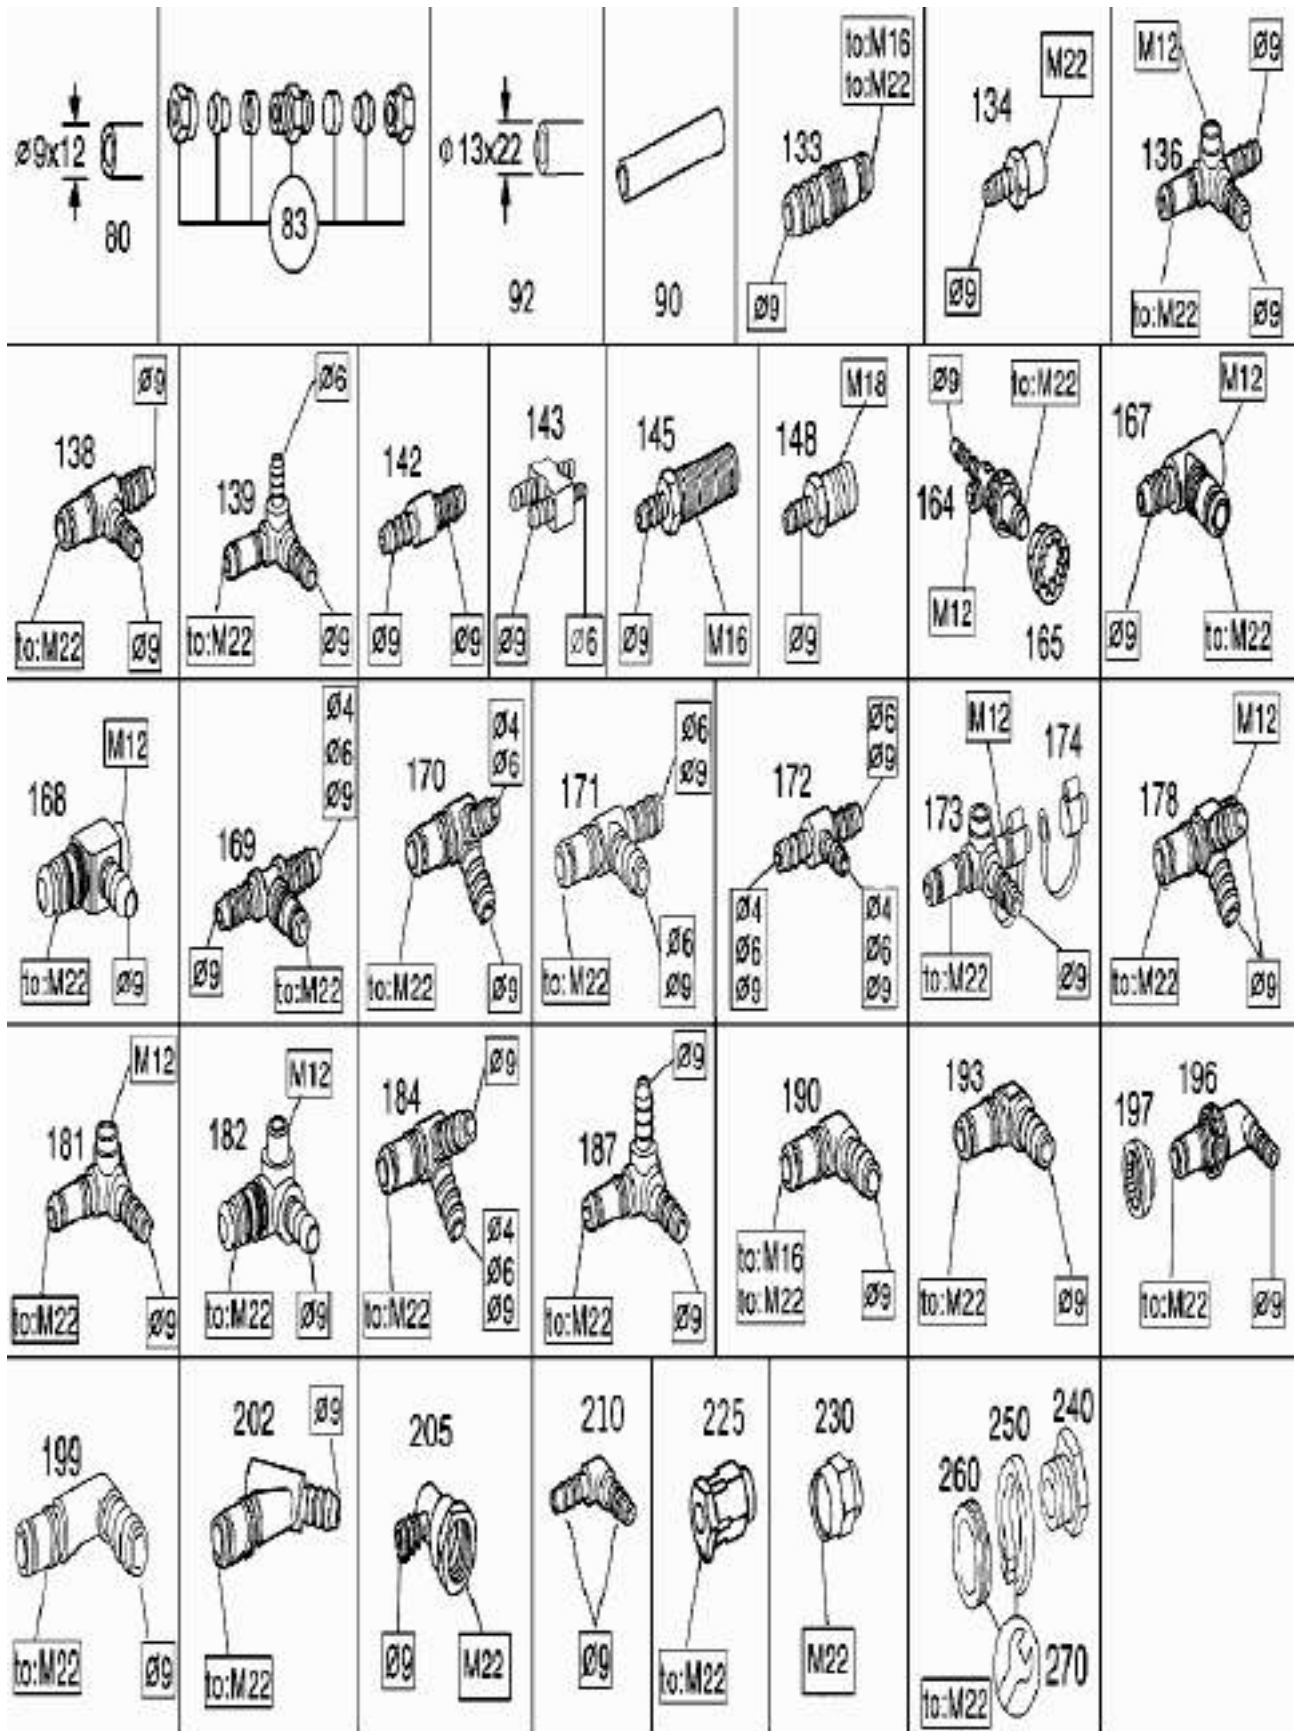 Ø9x12
80
83
Φ 13x22
92
90
to:M16
to:M22
133
Ø9
M22
134
Ø9
M12
Ø9
136
to:M22
Ø9
Ø9
138
to:M22
Ø9
Ø6
139
to:M22
Ø9
142
Ø9
Ø9
143
Ø9
Ø6
145
Ø9
M16
M18
148
Ø9
Ø9
to:M22
164
M12
165
M12
167
Ø9
to:M22
M12
168
to:M22
Ø9
Ø4
Ø6
Ø9
169
Ø9
to:M22
Ø4
Ø6
170
to:M22
Ø9
Ø6
Ø9
171
to:M22
Ø6
Ø9
Ø6
Ø9
172
Ø4
Ø6
Ø9
Ø4
Ø6
Ø9
M12
174
173
to:M22
Ø9
M12
178
to:M22
Ø9
M12
181
to:M22
Ø9
M12
182
to:M22
Ø9
Ø9
184
to:M22
Ø4
Ø6
Ø9
Ø9
187
to:M22
Ø9
190
to:M16
to:M22
Ø9
193
to:M22
Ø9
196
197
to:M22
Ø9
199
to:M22
Ø9
202
Ø9
to:M22
205
Ø9
M22
210
Ø9
225
to:M22
230
M22
240
250
260
270
to:M22